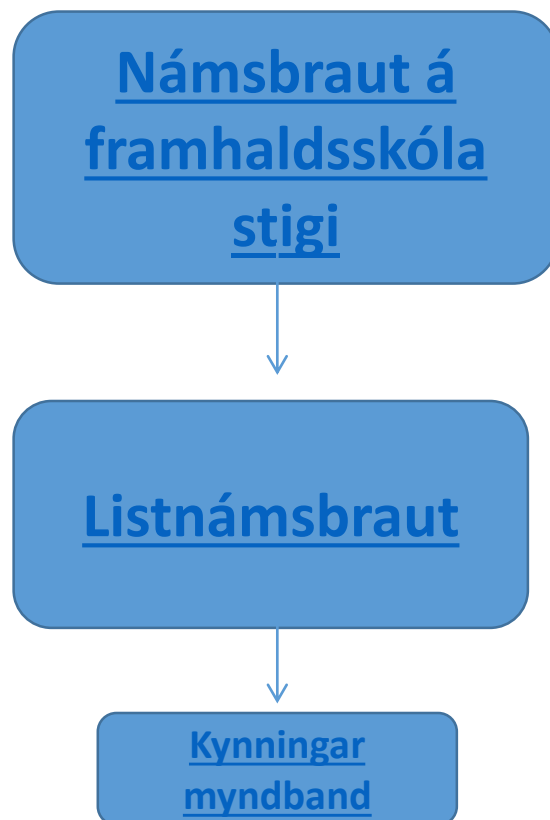 Námsbraut á
framhaldsskóla
stigi
Listnámsbraut
Kynningar
myndband